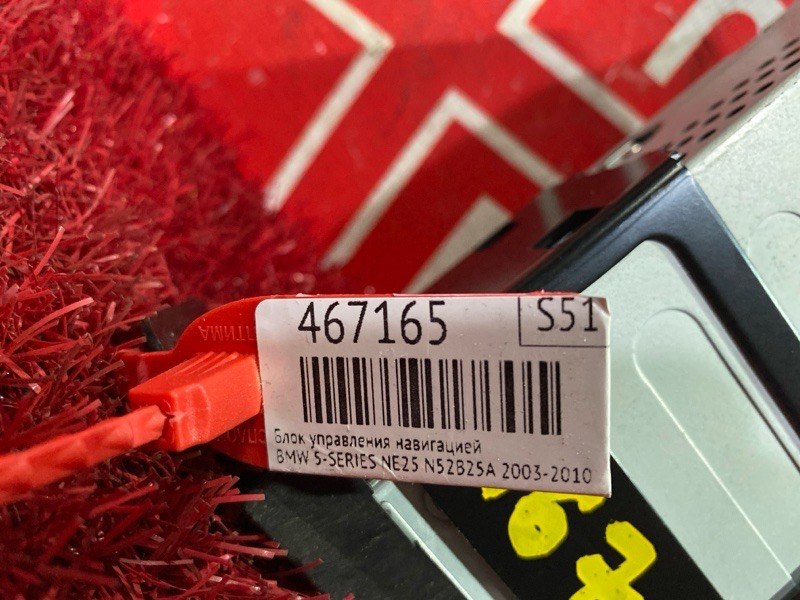 467165
S51
Блок управления навигацией
BMW 5-SERIES NE25 N52B25A 2003-2010